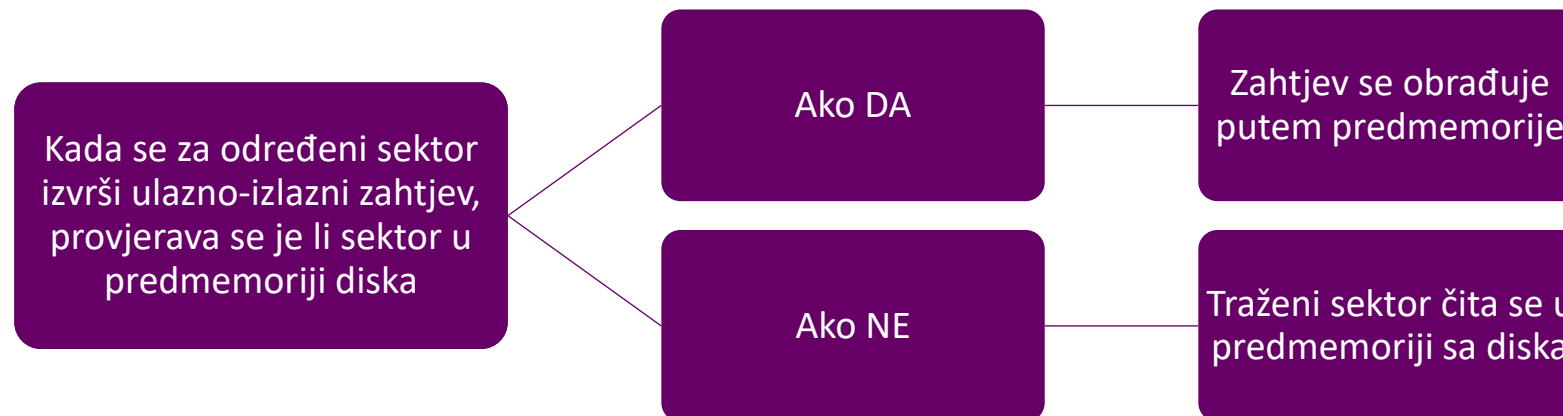 Kada se za određeni sektor
izvrši ulazno-izlazni zahtjev,
provjerava se je li sektor u
predmemoriji diska
Ako DA
Zahtjev se obrađuje
putem predmemorije
Ako NE
Traženi sektor čita se u
predmemoriji sa diska